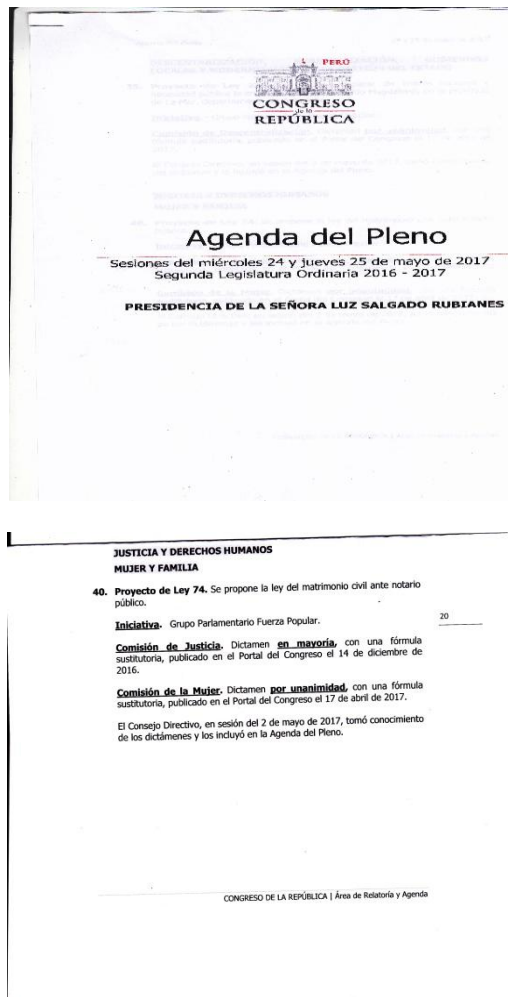 PERÚ
CONGRESO
de la
REPÚBLICA
Agenda del Pleno
Sesiones del miércoles 24 y jueves 25 de mayo de 2017
Segunda Legislatura Ordinaria 2016 - 2017
PRESIDENCIA DE LA SEÑORA LUZ SALGADO RUBIANES
JUSTICIA Y DERECHOS HUMANOS
MUJER Y FAMILIA
40. Proyecto de Ley 74. Se propone la ley del matrimonio civil ante notario
público.
Iniciativa. Grupo Parlamentario Fuerza Popular.
20
Comisión de Justicia. Dictamen en mayoría, con una fórmula
sustitutoria, publicado en el Portal del Congreso el 14 de diciembre de
2016.
Comisión de la Mujer. Dictamen por unanimidad, con una fórmula
sustitutoria, publicado en el Portal del Congreso el 17 de abril de 2017.
El Consejo Directivo, en sesión del 2 de mayo de 2017, tomó conocimiento
de los dictámenes y los incluyó en la Agenda del Pleno.
CONGRESO DE LA REPÚBLICA | Área de Relatoría y Agenda